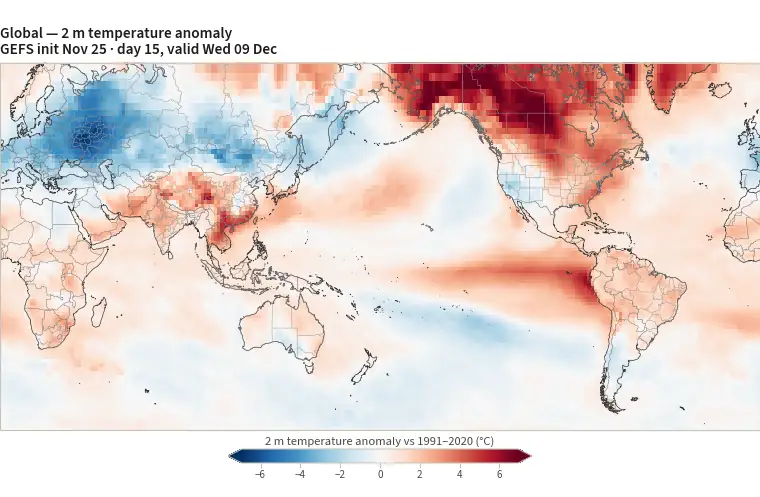 Global — 2 m temperature anomaly
GEFS init Nov 25 · day 15, valid Wed 09 Dec
2 m temperature anomaly vs 1991–2020 (°C)
−6 −4 −2 0 2 4 6